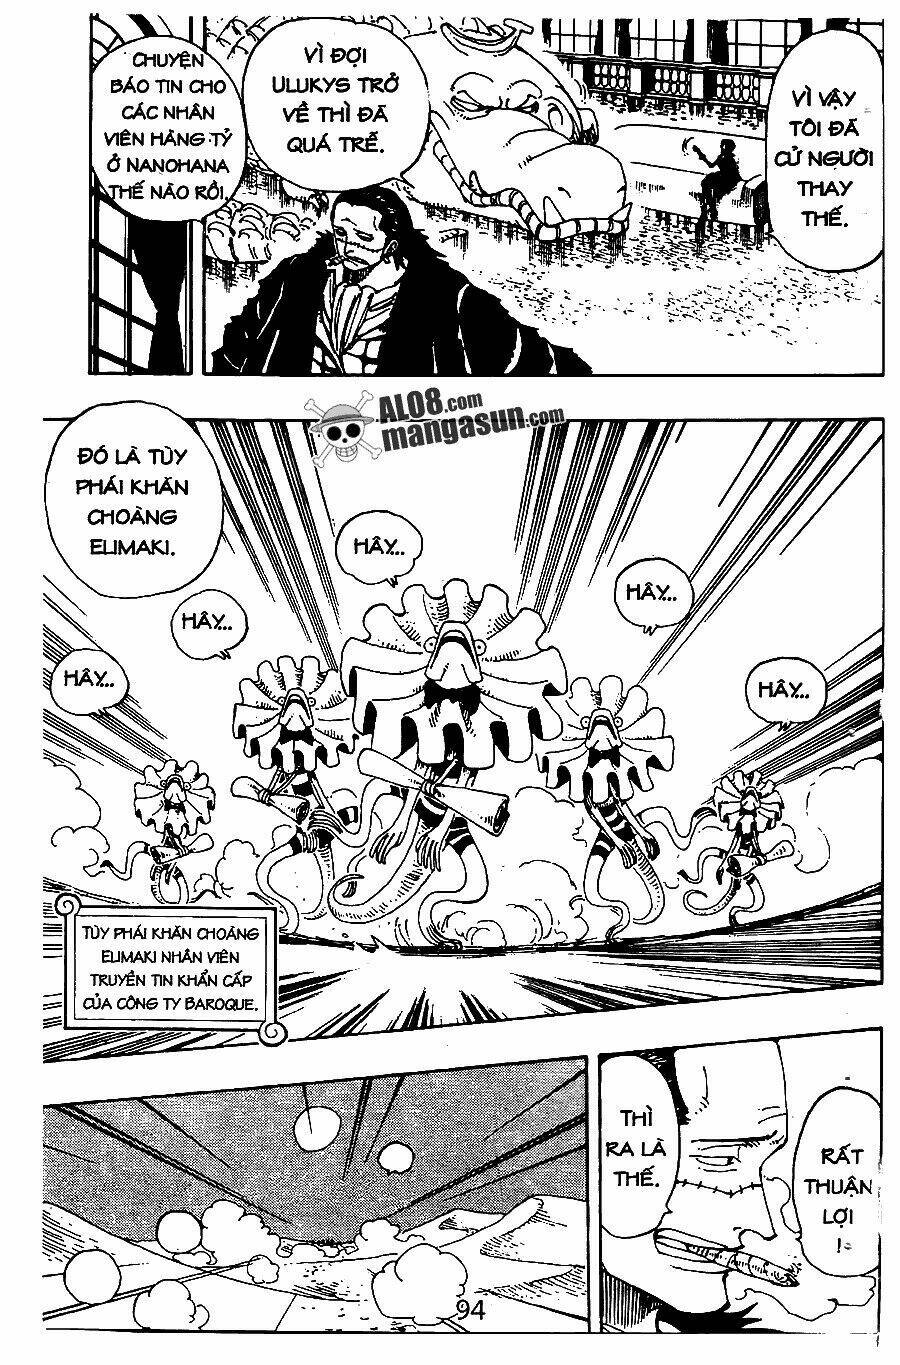 CHUYỆN
BÁO TIN CHO
CÁC NHÂN
VIÊN HÀNG TỶ
Ở NANOHANA
THẾ NÀO RỒI.
VÌ ĐỢI
ULUKYS TRỞ
VỀ THÌ ĐÃ
QUÁ TRỄ.
VÌ VẬY
TÔI ĐÃ
CỬ NGƯỜI
THAY
THẾ.
AL08.com
mangasun.com
ĐÓ LÀ TÙY
PHÁI KHĂN
CHOÀNG
ELIMAKI.
HÂY...
HÂY...
HÂY...
HÂY...
HÂY...
TÙY PHÁI KHĂN CHOÁNG
ELIMAKI NHÂN VIÊN
TRUYỀN TIN KHẨN CẤP
CỦA CÔNG TY BAROQUE.
THÌ
RA LÀ
THẾ.
RẤT
THUẬN
LỢI
!
94